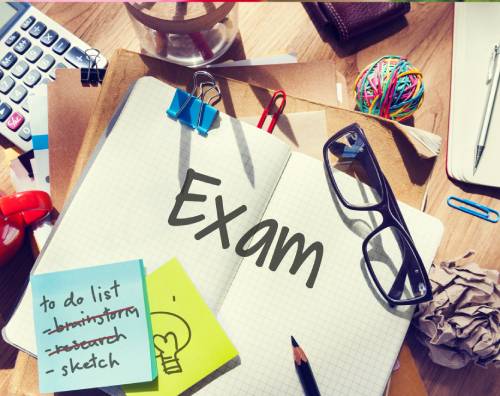 Exam
to do list
- brainstorm
- research
- sketch